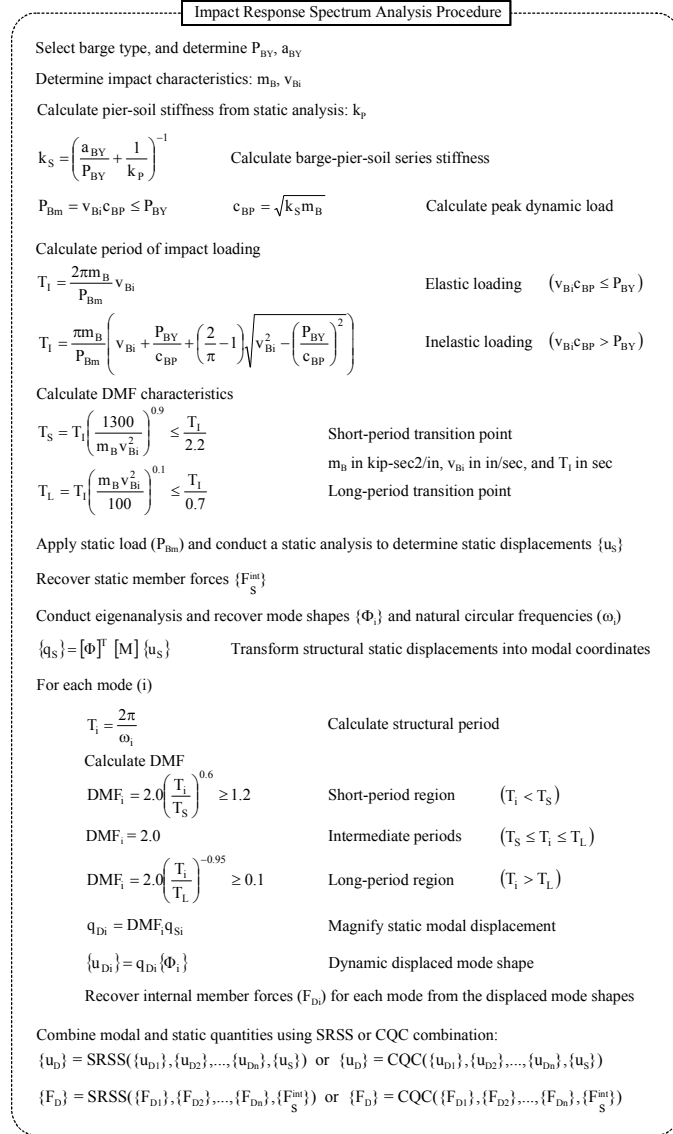 Impact Response Spectrum Analysis Procedure
Select barge type, and determine P_BY, a_BY
Determine impact characteristics: m_B, v_Bi
Calculate pier-soil stiffness from static analysis: k_P
k_S = (a_BY/P_BY + 1/k_P)^−1 Calculate barge-pier-soil series stiffness
P_Bm = v_Bi c_BP ≤ P_BY c_BP = √(k_S m_B) Calculate peak dynamic load
Calculate period of impact loading
T_I = (2πm_B/P_Bm) v_Bi Elastic loading (v_Bi c_BP ≤ P_BY)
T_I = (πm_B/P_Bm)(v_Bi + P_BY/c_BP + (2/π − 1)√(v_Bi^2 − (P_BY/c_BP)^2)) Inelastic loading (v_Bi c_BP > P_BY)
Calculate DMF characteristics
T_S = T_I (1300/(m_B v_Bi^2))^0.9 ≤ T_I/2.2 Short-period transition point
m_B in kip-sec2/in, v_Bi in in/sec, and T_I in sec
T_L = T_I (m_B v_Bi^2/100)^0.1 ≤ T_I/0.7 Long-period transition point
Apply static load (P_Bm) and conduct a static analysis to determine static displacements {u_S}
Recover static member forces {F_S^int}
Conduct eigenanalysis and recover mode shapes {Φ_i} and natural circular frequencies (ω_i)
{q_S} = [Φ]^T [M] {u_S} Transform structural static displacements into modal coordinates
For each mode (i)
T_i = 2π/ω_i Calculate structural period
Calculate DMF
DMF_i = 2.0(T_i/T_S)^0.6 ≥ 1.2 Short-period region (T_i < T_S)
DMF_i = 2.0 Intermediate periods (T_S ≤ T_i ≤ T_L)
DMF_i = 2.0(T_i/T_L)^−0.95 ≥ 0.1 Long-period region (T_i > T_L)
q_Di = DMF_i q_Si Magnify static modal displacement
{u_Di} = q_Di {Φ_i} Dynamic displaced mode shape
Recover internal member forces (F_Di) for each mode from the displaced mode shapes
Combine modal and static quantities using SRSS or CQC combination:
{u_D} = SRSS({u_D1},{u_D2},...,{u_Dn},{u_S}) or {u_D} = CQC({u_D1},{u_D2},...,{u_Dn},{u_S})
{F_D} = SRSS({F_D1},{F_D2},...,{F_Dn},{F_S^int}) or {F_D} = CQC({F_D1},{F_D2},...,{F_Dn},{F_S^int})